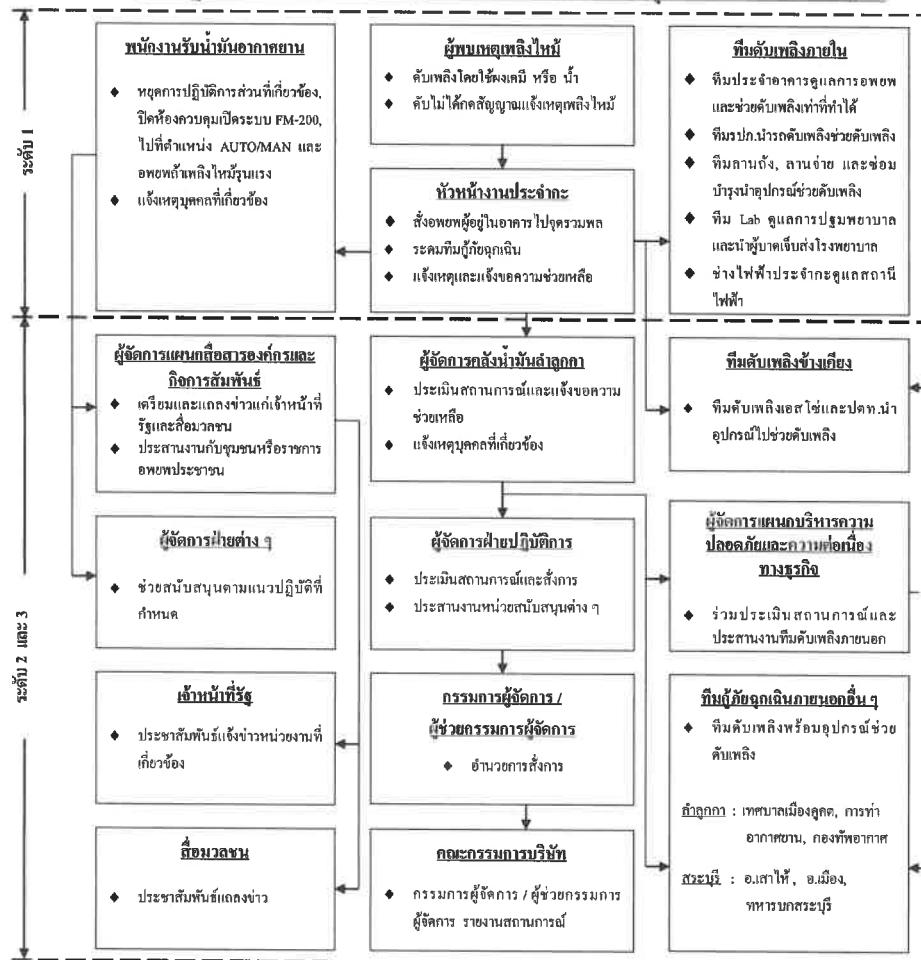 ระดับ 1
พนักงานรับน้ำมันอากาศยาน
◆ หยุดการปฏิบัติการส่วนที่เกี่ยวข้อง,
ปิดห้องควบคุมเปิดระบบ FM-200,
ไปที่ตำแหน่ง AUTO/MAN และ
อพยพถ้าเพลิงไหม้รุนแรง
◆ แจ้งเหตุบุคคลที่เกี่ยวข้อง
ผู้พบเหตุเพลิงไหม้
◆ ดับเพลิงโดยใช้ผงเคมี หรือ น้ำ
◆ ดับไม่ได้กดสัญญาณแจ้งเหตุเพลิงไหม้
หัวหน้างานประจำกะ
◆ สั่งอพยพผู้อยู่ในอาคารไปจุดรวมพล
◆ ระดมทีมกู้ภัยฉุกเฉิน
◆ แจ้งเหตุและแจ้งขอความช่วยเหลือ
ทีมดับเพลิงภายใน
◆ ทีมประจำอาคารดูแลการอพยพ
และช่วยดับเพลิงเท่าที่ทำได้
◆ ทีมรปภ.นำรถดับเพลิงช่วยดับเพลิง
◆ ทีมลานถัง, ลานจ่าย และซ่อม
บำรุงนำอุปกรณ์ช่วยดับเพลิง
◆ ทีม Lab ดูแลการปฐมพยาบาล
และนำผู้บาดเจ็บส่งโรงพยาบาล
◆ ช่างไฟฟ้าประจำกะดูแลสถานี
ไฟฟ้า
ระดับ 2 และ 3
ผู้จัดการแผนกสื่อสารองค์กรและ
กิจการสัมพันธ์
◆ เตรียมและแถลงข่าวแก่เจ้าหน้าที่
รัฐและสื่อมวลชน
◆ ประสานงานกับชุมชนหรือราชการ
อพยพประชาชน
ผู้จัดการคลังน้ำมันลำลูกกา
◆ ประเมินสถานการณ์และแจ้งขอความ
ช่วยเหลือ
◆ แจ้งเหตุบุคคลที่เกี่ยวข้อง
ทีมดับเพลิงข้างเคียง
◆ ทีมดับเพลิงเอสโซ่และปตท.นำ
อุปกรณ์ไปช่วยดับเพลิง
ผู้จัดการฝ่ายต่าง ๆ
◆ ช่วยสนับสนุนตามแนวปฏิบัติที่
กำหนด
ผู้จัดการฝ่ายปฏิบัติการ
◆ ประเมินสถานการณ์และสั่งการ
◆ ประสานงานหน่วยสนับสนุนต่าง ๆ
ผู้จัดการแผนกบริหารความ
ปลอดภัยและความต่อเนื่อง
ทางธุรกิจ
◆ ร่วมประเมินสถานการณ์และ
ประสานงานทีมดับเพลิงภายนอก
เจ้าหน้าที่รัฐ
◆ ประชาสัมพันธ์แจ้งข่าวหน่วยงานที่
เกี่ยวข้อง
กรรมการผู้จัดการ /
ผู้ช่วยกรรมการผู้จัดการ
◆ อำนวยการสั่งการ
ทีมกู้ภัยฉุกเฉินภายนอกอื่น ๆ
◆ ทีมดับเพลิงพร้อมอุปกรณ์ช่วย
ดับเพลิง
ลำลูกกา : เทศบาลเมืองคูคต, การท่า
อากาศยาน, กองทัพอากาศ
สระบุรี : อ.เสาไห้, อ.เมือง,
ทหารบกสระบุรี
สื่อมวลชน
◆ ประชาสัมพันธ์แถลงข่าว
คณะกรรมการบริษัท
◆ กรรมการผู้จัดการ / ผู้ช่วยกรรมการ
ผู้จัดการ รายงานสถานการณ์